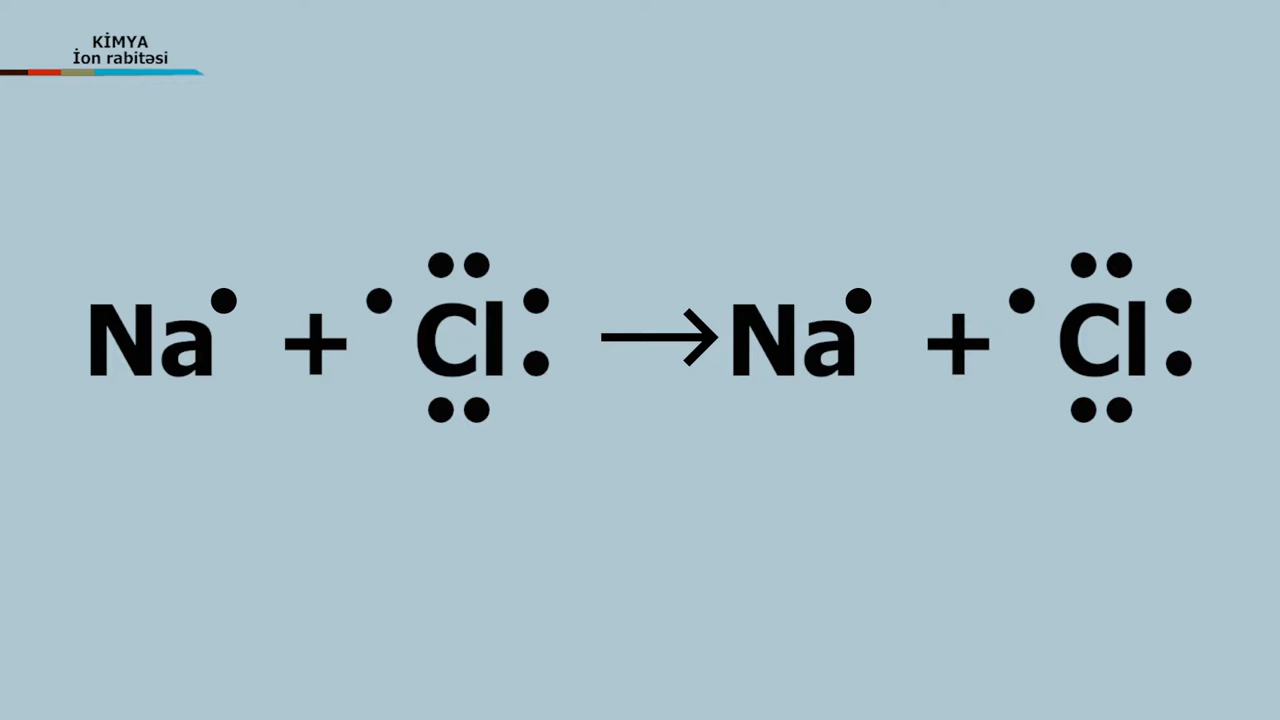 KİMYA
İon rabitəsi
Na + Cl → Na + Cl